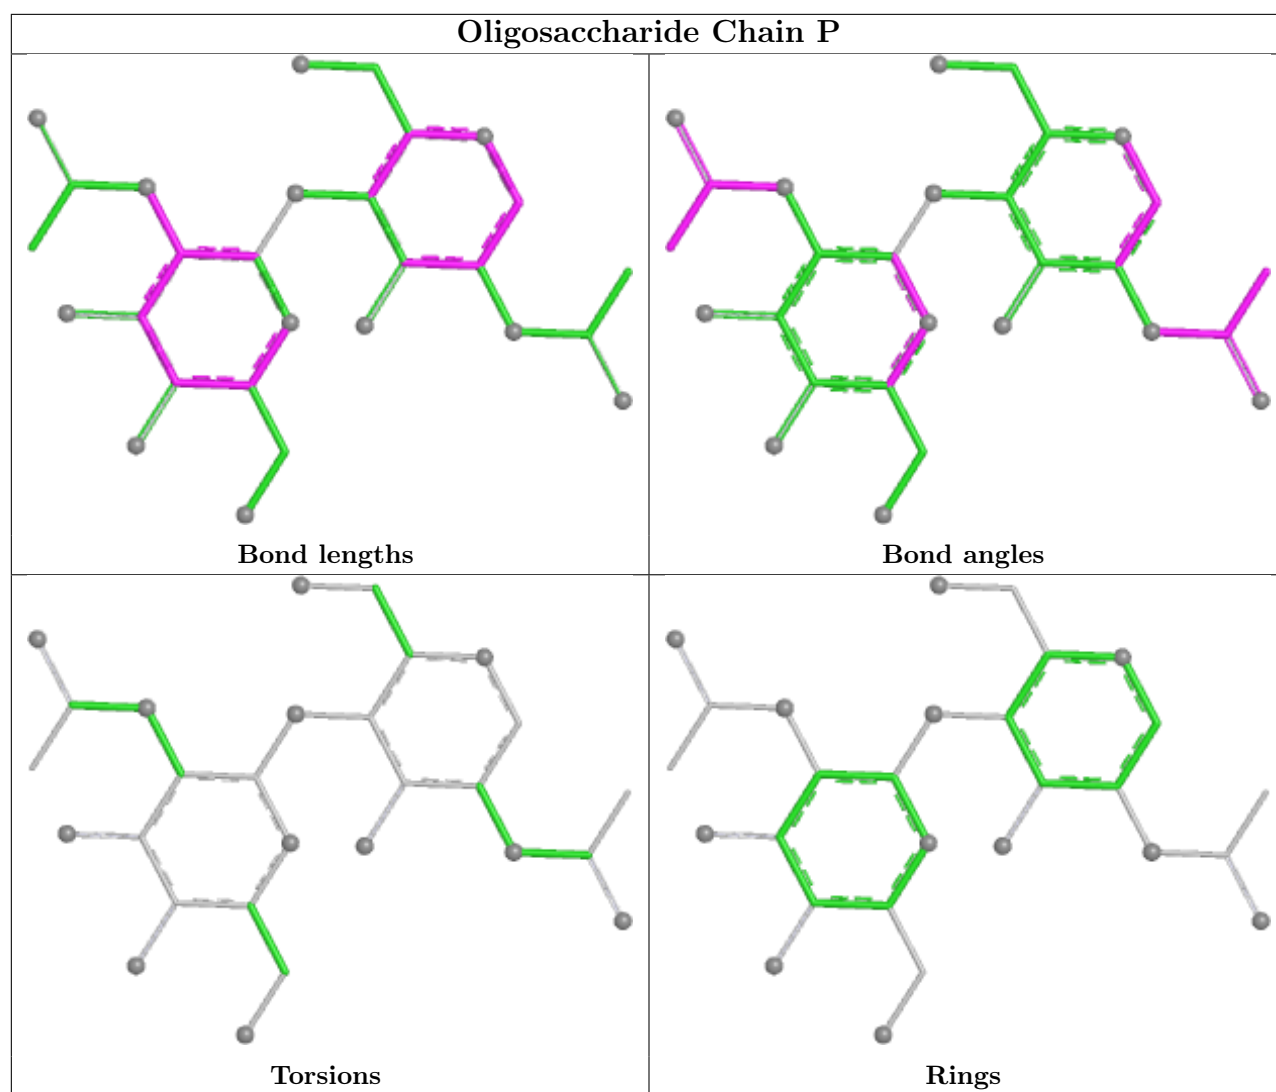 Oligosaccharide Chain P
Bond lengths
Bond angles
Torsions
Rings